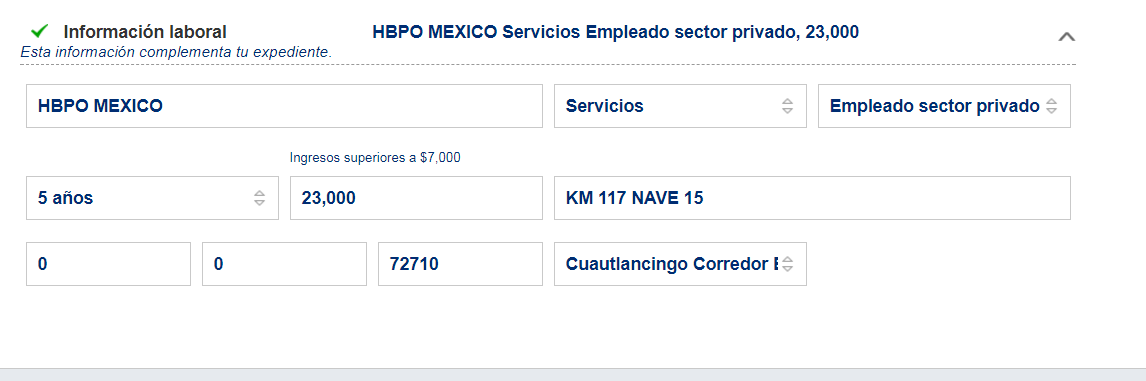 Información laboral
HBPO MEXICO Servicios Empleado sector privado, 23,000
Esta información complementa tu expediente.
HBPO MEXICO
Servicios
Empleado sector privado
Ingresos superiores a $7,000
5 años
23,000
KM 117 NAVE 15
0
0
72710
Cuautlancingo Corredor